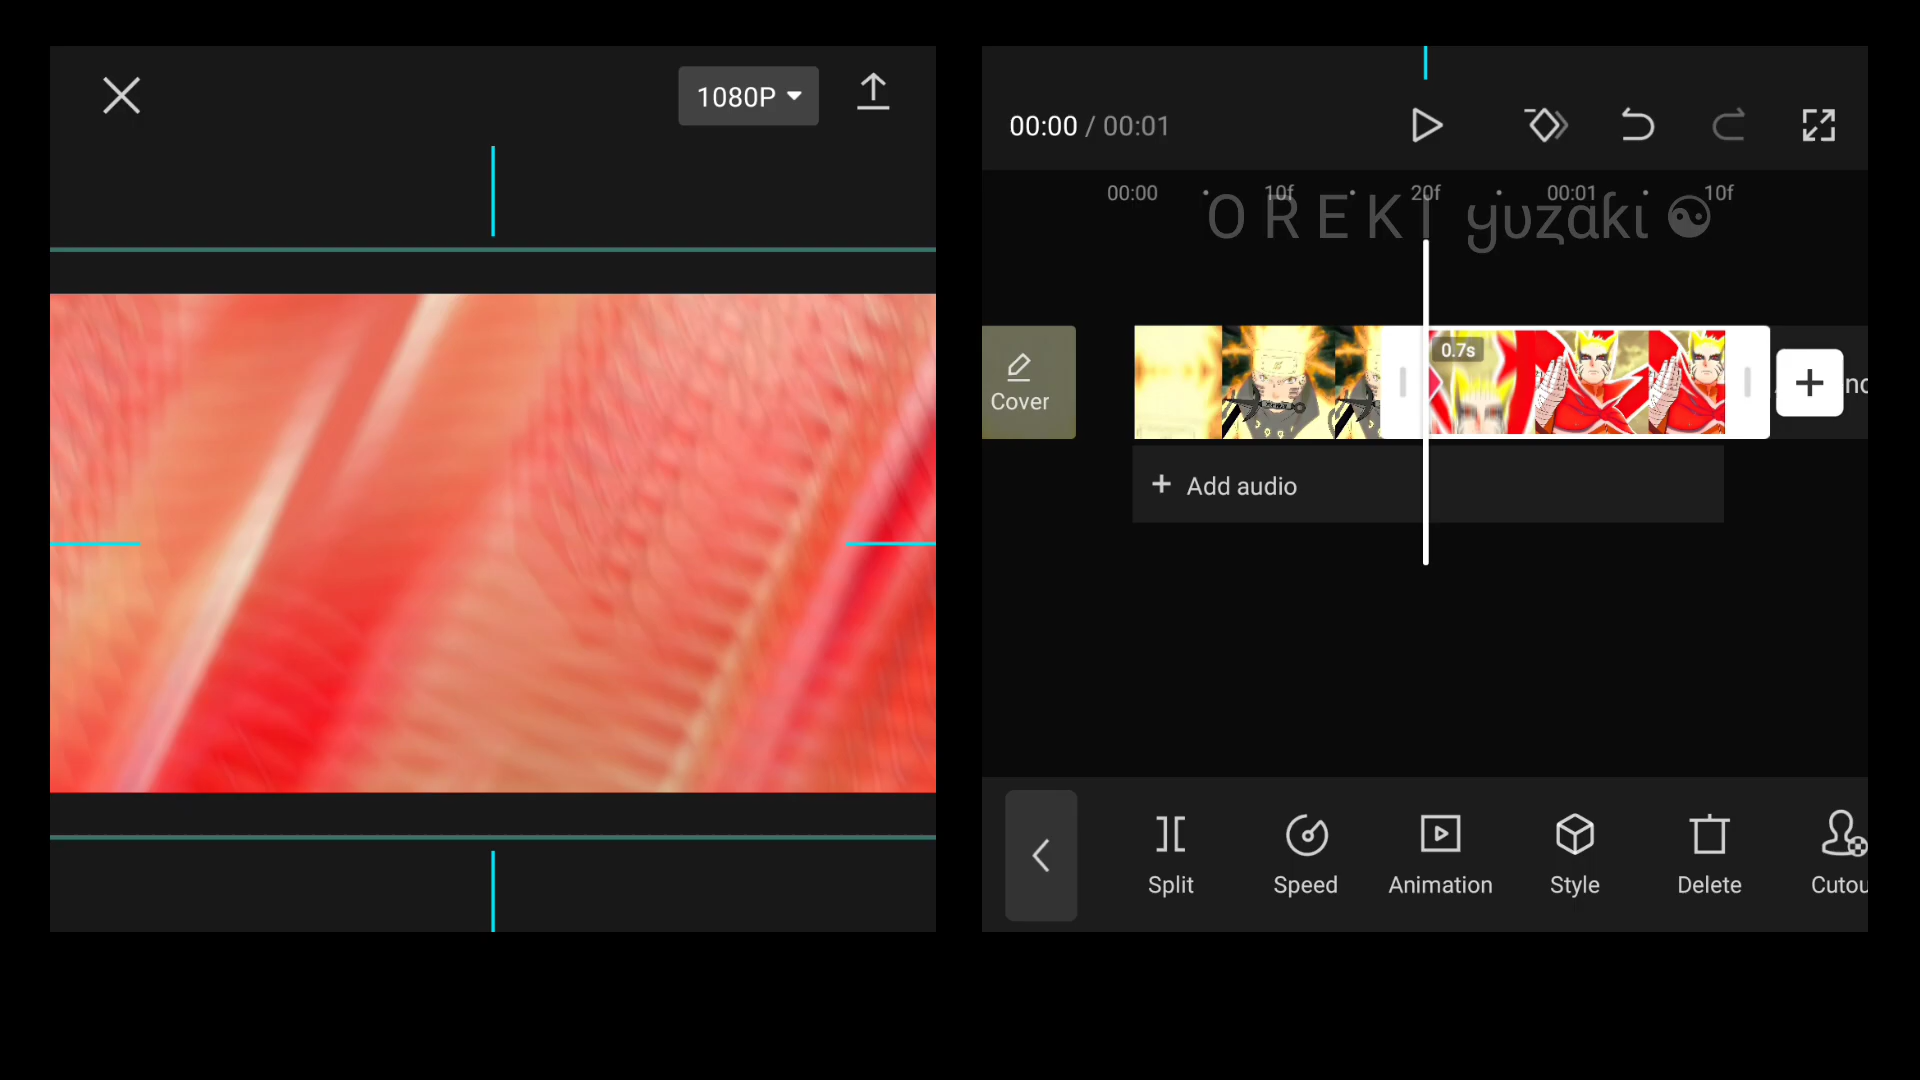 1080P
00:00 / 00:01
00:00 10f 20f 00:01 10f
O R E K I yuzaki
Cover
0.7s
+ Add audio
Split Speed Animation Style Delete